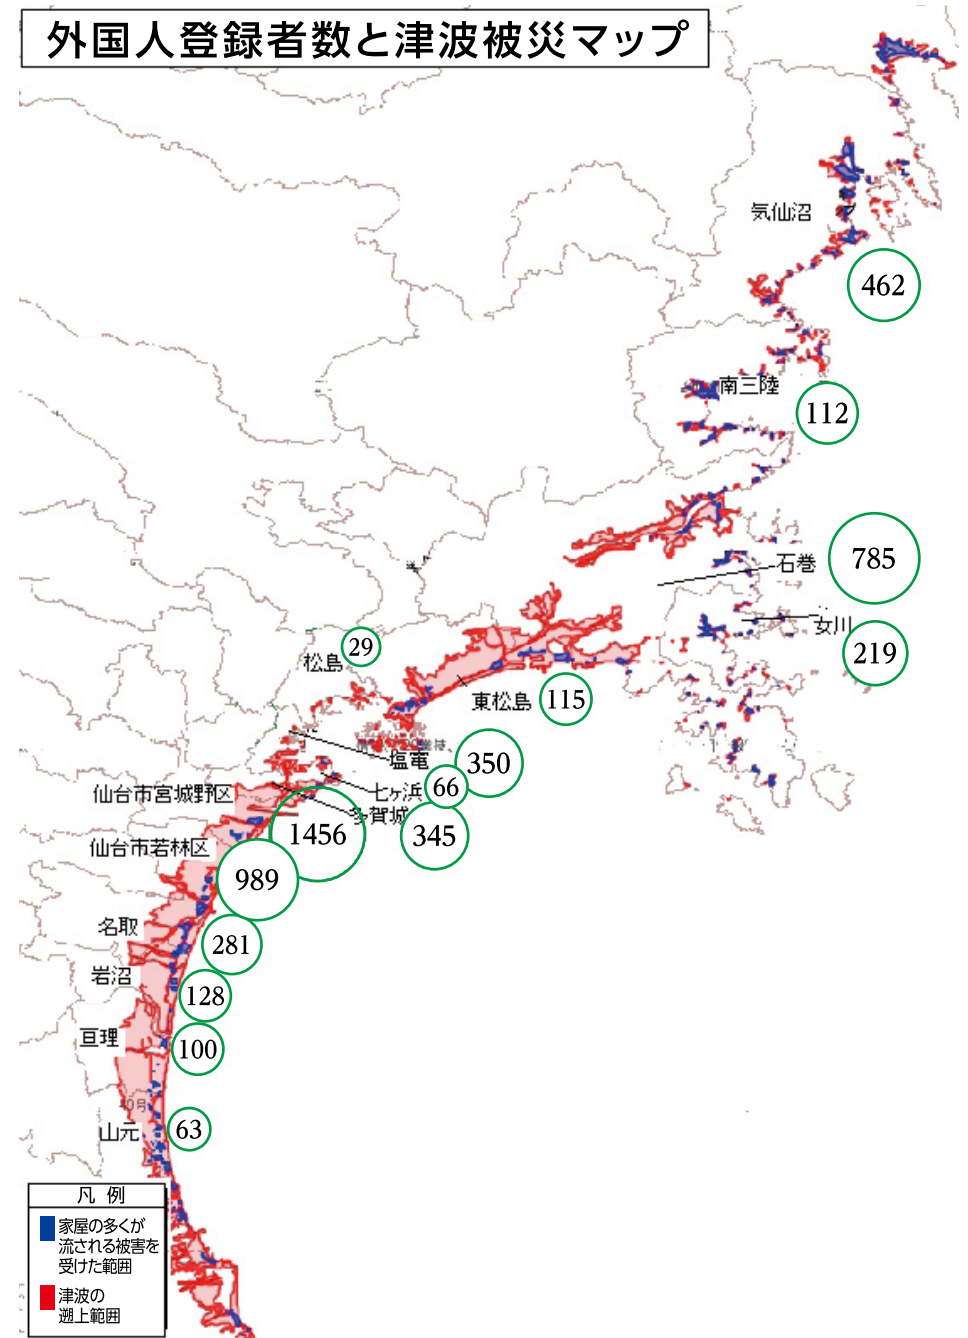 外国人登録者数と津波被災マップ
気仙沼
462
南三陸
112
石巻
785
女川
219
松島
29
東松島
115
塩竃
350
七ヶ浜
66
多賀城
345
仙台市宮城野区
1456
仙台市若林区
989
名取
281
岩沼
128
亘理
100
山元
63
凡 例
家屋の多くが
流される被害を
受けた範囲
津波の
遡上範囲